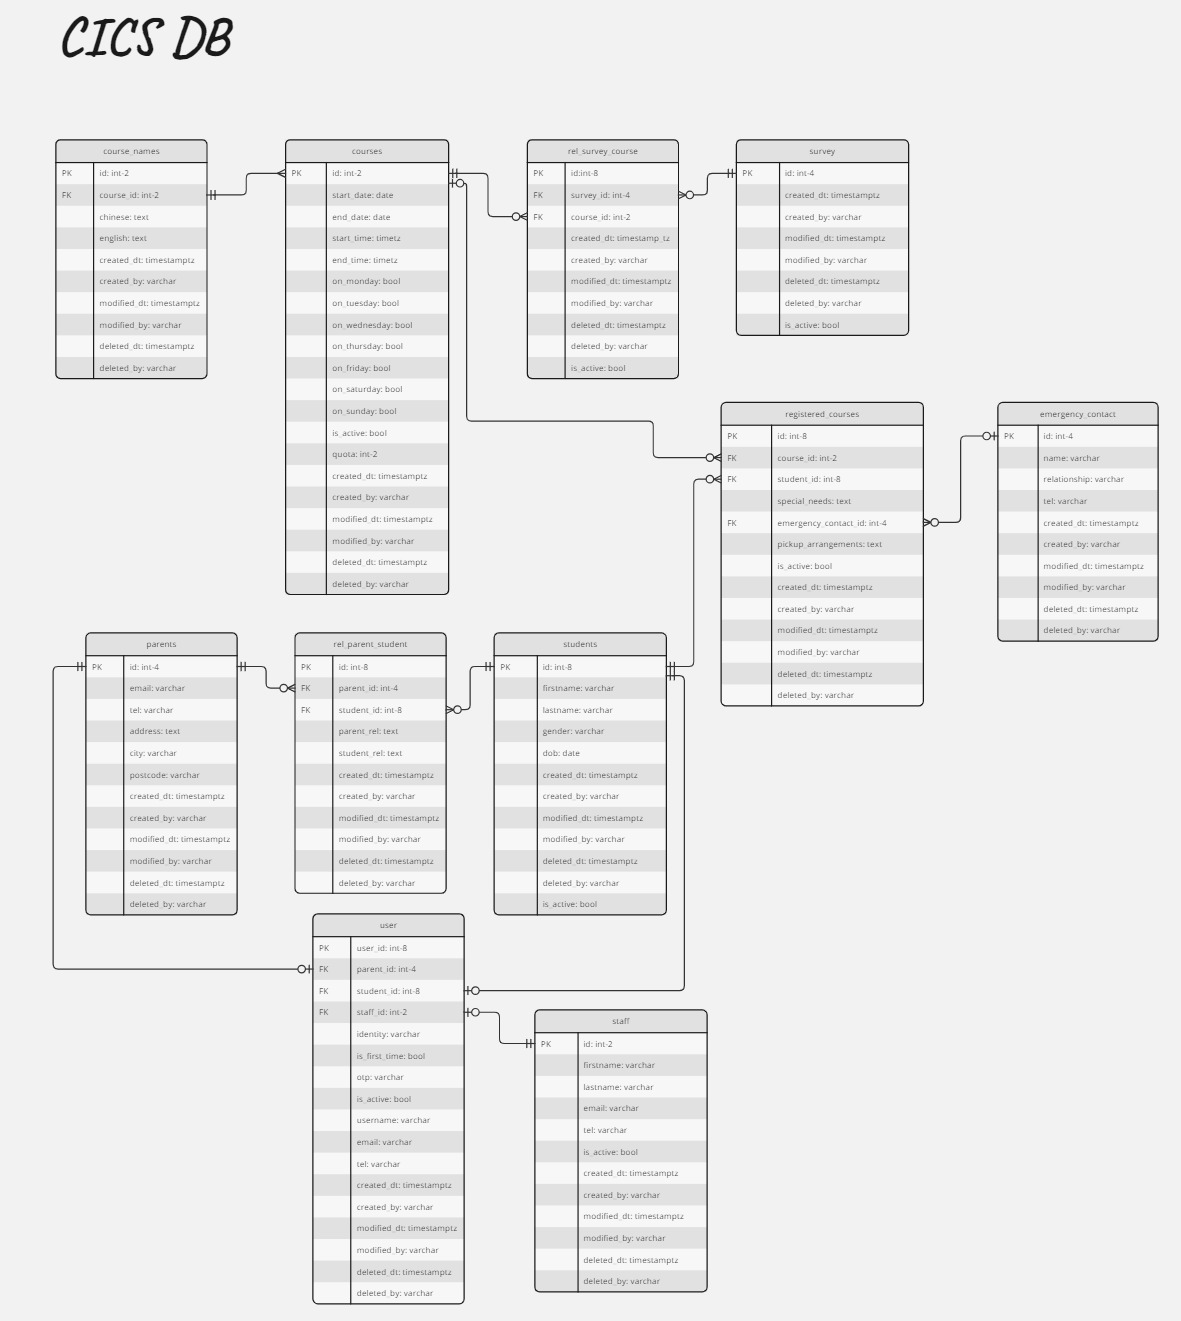 CICS DB
course_names
PK id: int-2
FK course_id: int-2
chinese: text
english: text
created_dt: timestamptz
created_by: varchar
modified_dt: timestamptz
modified_by: varchar
deleted_dt: timestamptz
deleted_by: varchar
courses
PK id: int-2
start_date: date
end_date: date
start_time: timetz
end_time: timetz
on_monday: bool
on_tuesday: bool
on_wednesday: bool
on_thursday: bool
on_friday: bool
on_saturday: bool
on_sunday: bool
is_active: bool
quota: int-2
created_dt: timestamptz
created_by: varchar
modified_dt: timestamptz
modified_by: varchar
deleted_dt: timestamptz
deleted_by: varchar
rel_survey_course
PK id:int-8
FK survey_id: int-4
FK course_id: int-2
created_dt: timestamp_tz
created_by: varchar
modified_dt: timestamptz
modified_by: varchar
deleted_dt: timestamptz
deleted_by: varchar
is_active: bool
survey
PK id: int-4
created_dt: timestamptz
created_by: varchar
modified_dt: timestamptz
modified_by: varchar
deleted_dt: timestamptz
deleted_by: varchar
is_active: bool
registered_courses
PK id: int-8
FK course_id: int-2
FK student_id: int-8
special_needs: text
FK emergency_contact_id: int-4
pickup_arrangements: text
is_active: bool
created_dt: timestamptz
created_by: varchar
modified_dt: timestamptz
modified_by: varchar
deleted_dt: timestamptz
deleted_by: varchar
emergency_contact
PK id: int-4
name: varchar
relationship: varchar
tel: varchar
created_dt: timestamptz
created_by: varchar
modified_dt: timestamptz
modified_by: varchar
deleted_dt: timestamptz
deleted_by: varchar
parents
PK id: int-4
email: varchar
tel: varchar
address: text
city: varchar
postcode: varchar
created_dt: timestamptz
created_by: varchar
modified_dt: timestamptz
modified_by: varchar
deleted_dt: timestamptz
deleted_by: varchar
rel_parent_student
PK id: int-8
FK parent_id: int-4
FK student_id: int-8
parent_rel: text
student_rel: text
created_dt: timestamptz
created_by: varchar
modified_dt: timestamptz
modified_by: varchar
deleted_dt: timestamptz
deleted_by: varchar
students
PK id: int-8
firstname: varchar
lastname: varchar
gender: varchar
dob: date
created_dt: timestamptz
created_by: varchar
modified_dt: timestamptz
modified_by: varchar
deleted_dt: timestamptz
deleted_by: varchar
is_active: bool
user
PK user_id: int-8
FK parent_id: int-4
FK student_id: int-8
FK staff_id: int-2
identity: varchar
is_first_time: bool
otp: varchar
is_active: bool
username: varchar
email: varchar
tel: varchar
created_dt: timestamptz
created_by: varchar
modified_dt: timestamptz
modified_by: varchar
deleted_dt: timestamptz
deleted_by: varchar
staff
PK id: int-2
firstname: varchar
lastname: varchar
email: varchar
tel: varchar
is_active: bool
created_dt: timestamptz
created_by: varchar
modified_dt: timestamptz
modified_by: varchar
deleted_dt: timestamptz
deleted_by: varchar